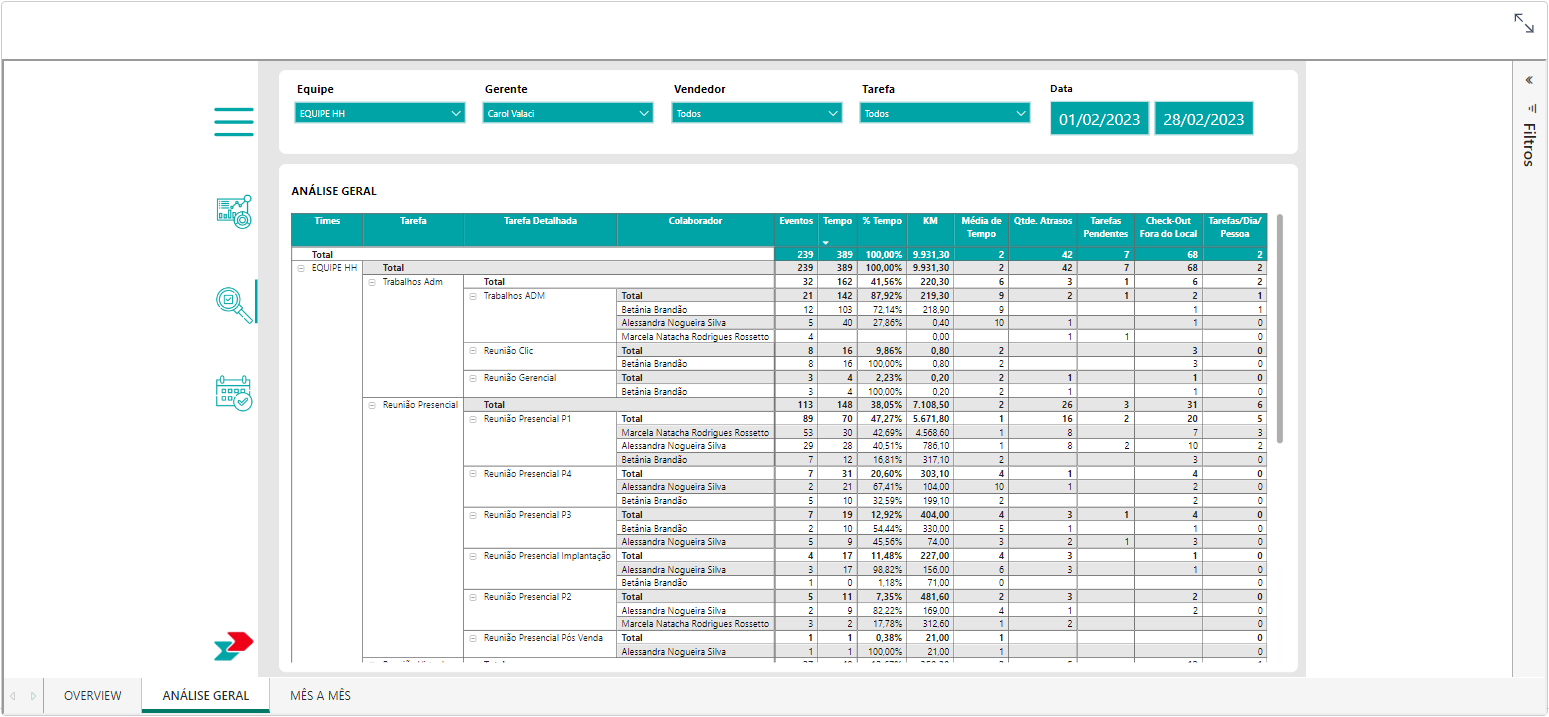 Equipe Gerente Vendedor Tarefa Data
EQUIPE HH Carol Valaci Todos Todos 01/02/2023 28/02/2023
Filtros
ANÁLISE GERAL
Times Tarefa Tarefa Detalhada Colaborador Eventos Tempo % Tempo KM Média de Tempo Qtde. Atrasos Tarefas Pendentes Check-Out Fora do Local Tarefas/Dia/ Pessoa
Total 239 389 100,00% 9.931,30 2 42 7 68 2
EQUIPE HH Total 239 389 100,00% 9.931,30 2 42 7 68 2
Trabalhos Adm Total 32 162 41,56% 220,30 6 3 1 6 2
Trabalhos ADM Total 21 142 87,92% 219,30 9 2 1 2 1
Betânia Brandão 12 103 72,14% 218,90 9 1 1
Alessandra Nogueira Silva 5 40 27,86% 0,40 10 1 1 0
Marcela Natacha Rodrigues Rossetto 4 0,00 1 1 0
Reunião Clic Total 8 16 9,86% 0,80 2 3 0
Betânia Brandão 8 16 100,00% 0,80 2 3 0
Reunião Gerencial Total 3 4 2,23% 0,20 2 1 1 0
Betânia Brandão 3 4 100,00% 0,20 2 1 1 0
Reunião Presencial Total 113 148 38,05% 7.108,50 2 26 3 31 6
Reunião Presencial P1 Total 89 70 47,27% 5.671,80 1 16 2 20 5
Marcela Natacha Rodrigues Rossetto 53 30 42,69% 4.568,60 1 8 7 3
Alessandra Nogueira Silva 29 28 40,51% 786,10 1 8 2 10 2
Betânia Brandão 7 12 16,81% 317,10 2 3 0
Reunião Presencial P4 Total 7 31 20,60% 303,10 4 1 4 0
Alessandra Nogueira Silva 2 21 67,41% 104,00 10 1 2 0
Betânia Brandão 5 10 32,59% 199,10 2 2 0
Reunião Presencial P3 Total 7 19 12,92% 404,00 4 3 1 4 0
Betânia Brandão 2 10 54,44% 330,00 5 1 1 0
Alessandra Nogueira Silva 5 9 45,56% 74,00 3 2 1 3 0
Reunião Presencial Implantação Total 4 17 11,48% 227,00 4 3 1 0
Alessandra Nogueira Silva 3 17 98,82% 156,00 6 3 1 0
Betânia Brandão 1 0 1,18% 71,00 0 0
Reunião Presencial P2 Total 5 11 7,35% 481,60 2 3 2 0
Alessandra Nogueira Silva 2 9 82,22% 169,00 4 1 2 0
Marcela Natacha Rodrigues Rossetto 3 2 17,78% 312,60 1 2 0
Reunião Presencial Pós Venda Total 1 1 0,38% 21,00 1 0
Alessandra Nogueira Silva 1 1 100,00% 21,00 1 0
OVERVIEW ANÁLISE GERAL MÊS A MÊS